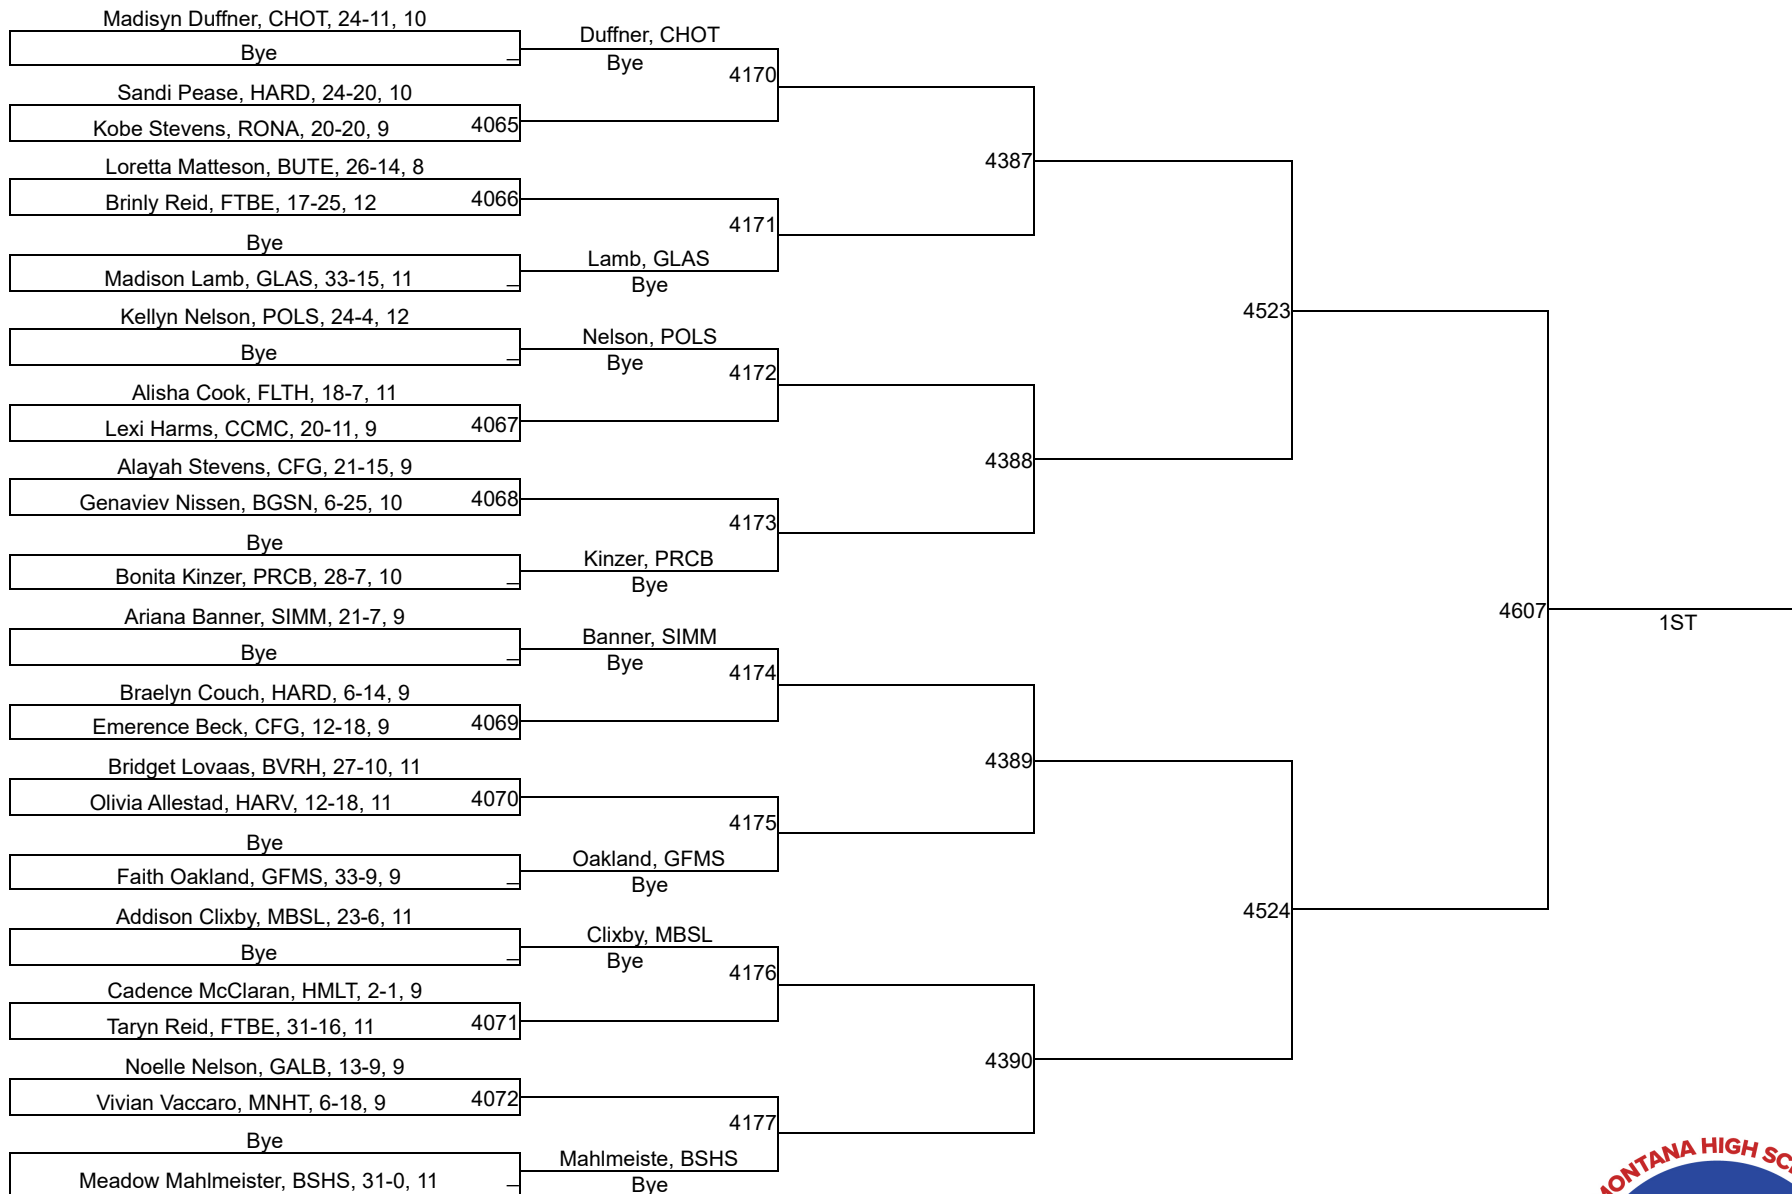 Madisyn Duffner, CHOT, 24-11, 10
Bye
Duffner, CHOT
Bye
4170
Sandi Pease, HARD, 24-20, 10
Kobe Stevens, RONA, 20-20, 9
4065
4387
Loretta Matteson, BUTE, 26-14, 8
Brinly Reid, FTBE, 17-25, 12
4066
4171
Bye
Madison Lamb, GLAS, 33-15, 11
Lamb, GLAS
Bye
4523
Kellyn Nelson, POLS, 24-4, 12
Bye
Nelson, POLS
Bye
4172
Alisha Cook, FLTH, 18-7, 11
Lexi Harms, CCMC, 20-11, 9
4067
4388
Alayah Stevens, CFG, 21-15, 9
Genaviev Nissen, BGSN, 6-25, 10
4068
4173
Bye
Bonita Kinzer, PRCB, 28-7, 10
Kinzer, PRCB
Bye
4607
1ST
Ariana Banner, SIMM, 21-7, 9
Bye
Banner, SIMM
Bye
4174
Braelyn Couch, HARD, 6-14, 9
Emerence Beck, CFG, 12-18, 9
4069
4389
Bridget Lovaas, BVRH, 27-10, 11
Olivia Allestad, HARV, 12-18, 11
4070
4175
Bye
Faith Oakland, GFMS, 33-9, 9
Oakland, GFMS
Bye
4524
Addison Clixby, MBSL, 23-6, 11
Bye
Clixby, MBSL
Bye
4176
Cadence McClaran, HMLT, 2-1, 9
Taryn Reid, FTBE, 31-16, 11
4071
4390
Noelle Nelson, GALB, 13-9, 9
Vivian Vaccaro, MNHT, 6-18, 9
4072
4177
Bye
Meadow Mahlmeister, BSHS, 31-0, 11
Mahlmeiste, BSHS
Bye
MONTANA HIGH